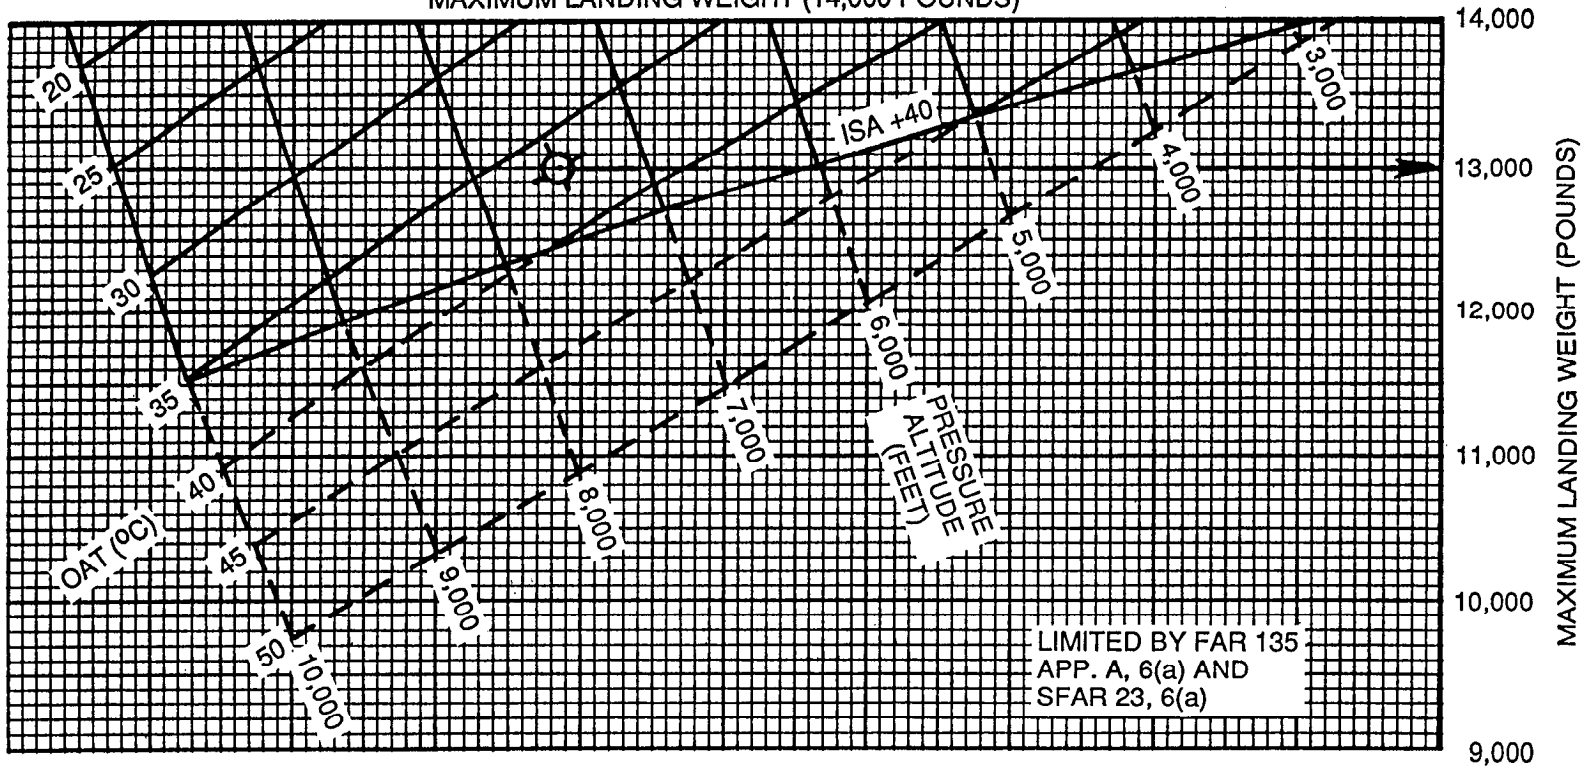 MAXIMUM LANDING WEIGHT (14,000 POUNDS)
14,000
13,000
12,000
11,000
10,000
9,000
MAXIMUM LANDING WEIGHT (POUNDS)
20
25
30
35
40
45
50
OAT (ºC)
ISA +40
3,000
4,000
5,000
6,000
7,000
8,000
9,000
10,000
PRESSURE
ALTITUDE
(FEET)
LIMITED BY FAR 135
APP. A, 6(a) AND
SFAR 23, 6(a)